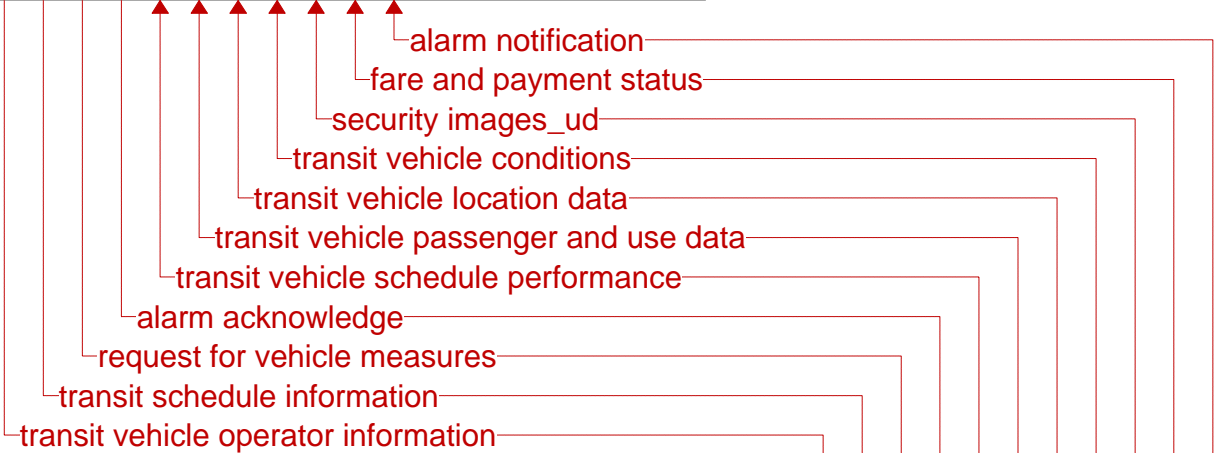 alarm notification
fare and payment status
security images_ud
transit vehicle conditions
transit vehicle location data
transit vehicle passenger and use data
transit vehicle schedule performance
alarm acknowledge
request for vehicle measures
transit schedule information
transit vehicle operator information